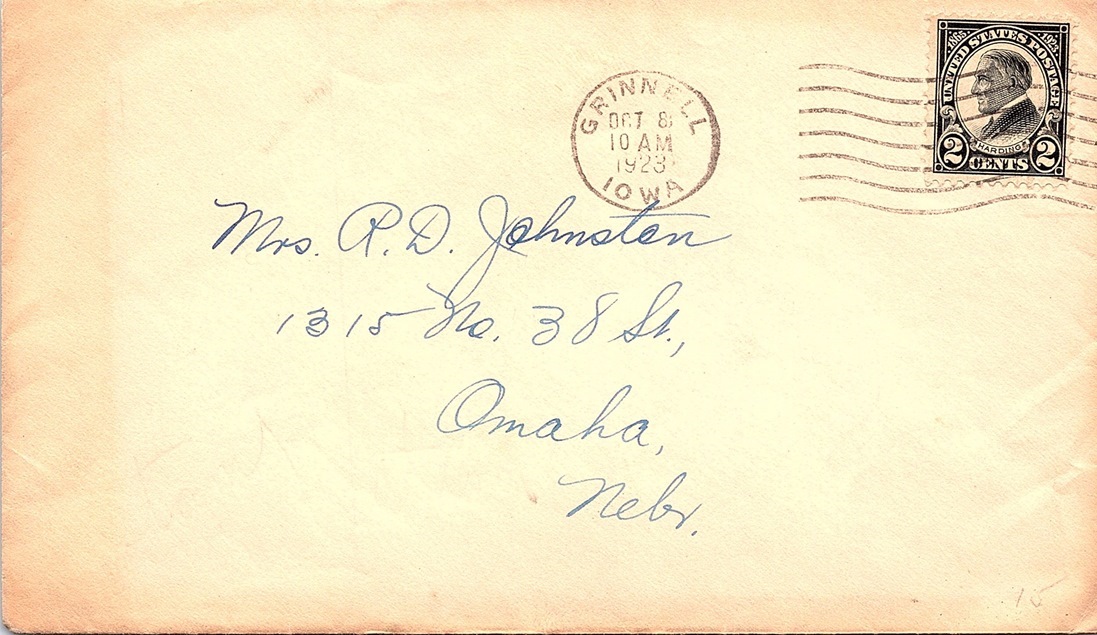 1865 1923
UNITED STATES POSTAGE
HARDING
2 CENTS 2
GRINNELL
OCT 8
10 AM
1923
IOWA
Mrs. R. D. Johnston
1315 No. 38 St.,
Omaha,
Nebr.
15